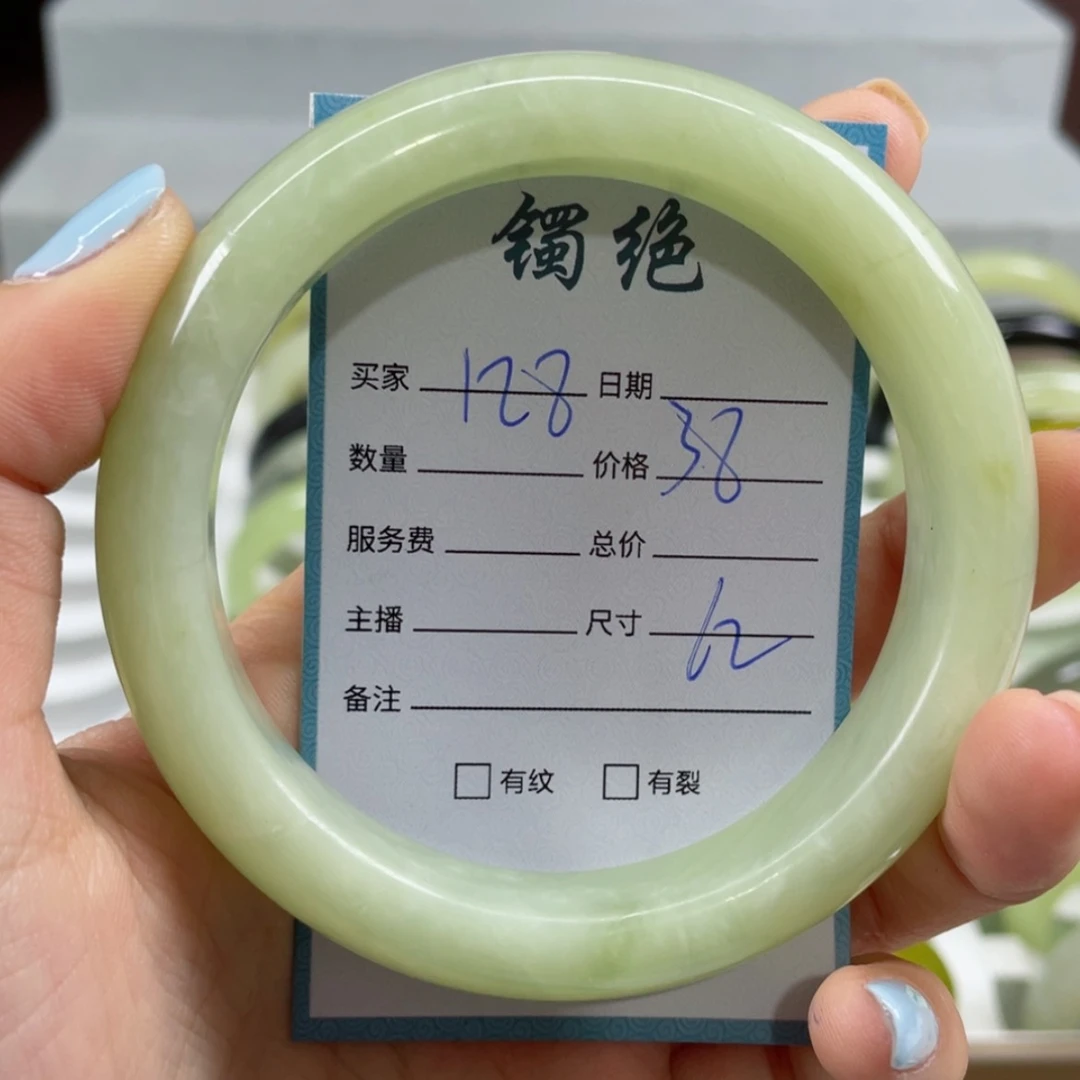 镯绝
买家 128 日期
数量 价格 38
服务费 总价
主播 尺寸 62
备注
□ 有纹 □ 有裂